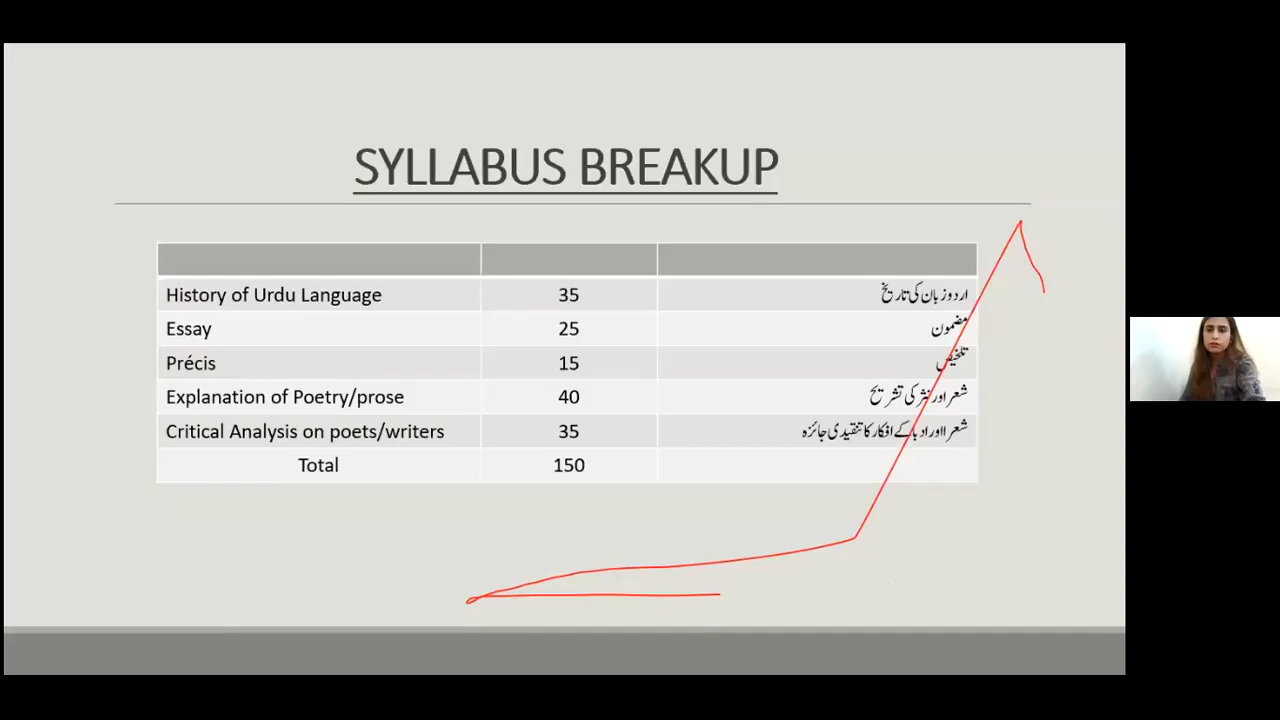 SYLLABUS BREAKUP
History of Urdu Language 35 اردو زبان کی تاریخ
Essay 25 مضمون
Précis 15 تلخیص
Explanation of Poetry/prose 40 شعر اور نثر کی تشریح
Critical Analysis on poets/writers 35 شعرا اور ادبا کے افکار کا تنقیدی جائزہ
Total 150